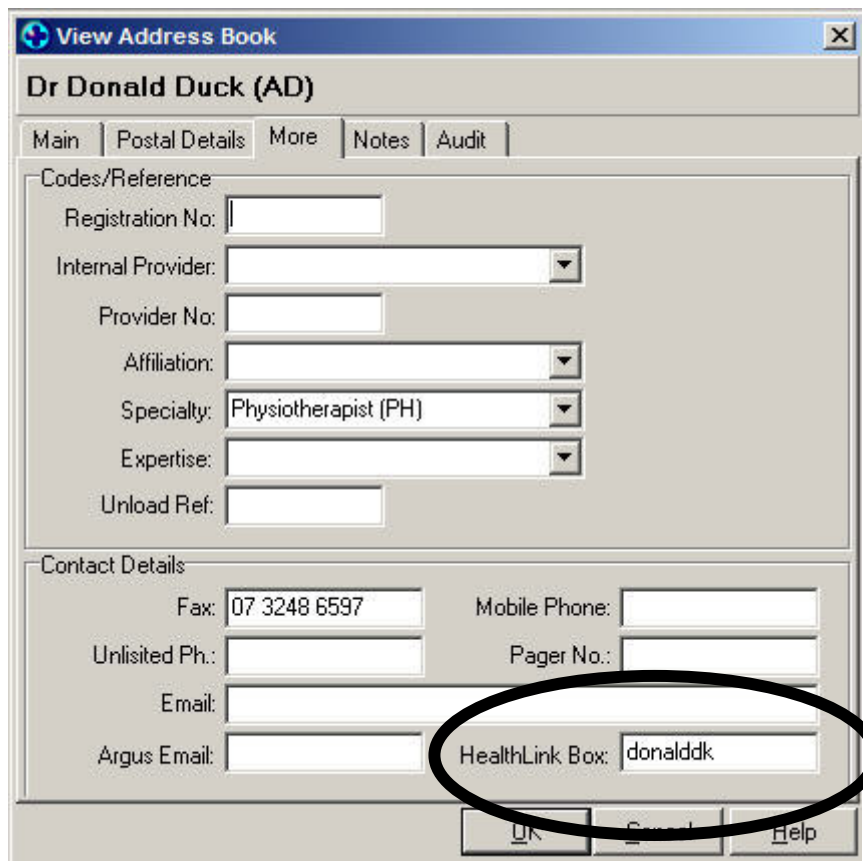 View Address Book
Dr Donald Duck (AD)
Main Postal Details More Notes Audit
Codes/Reference
Registration No:
Internal Provider:
Provider No:
Affiliation:
Specialty: Physiotherapist (PH)
Expertise:
Unload Ref:
Contact Details
Fax: 07 3248 6597 Mobile Phone:
Unlisited Ph.: Pager No.:
Email:
Argus Email: HealthLink Box: donalddk
OK Cancel Help